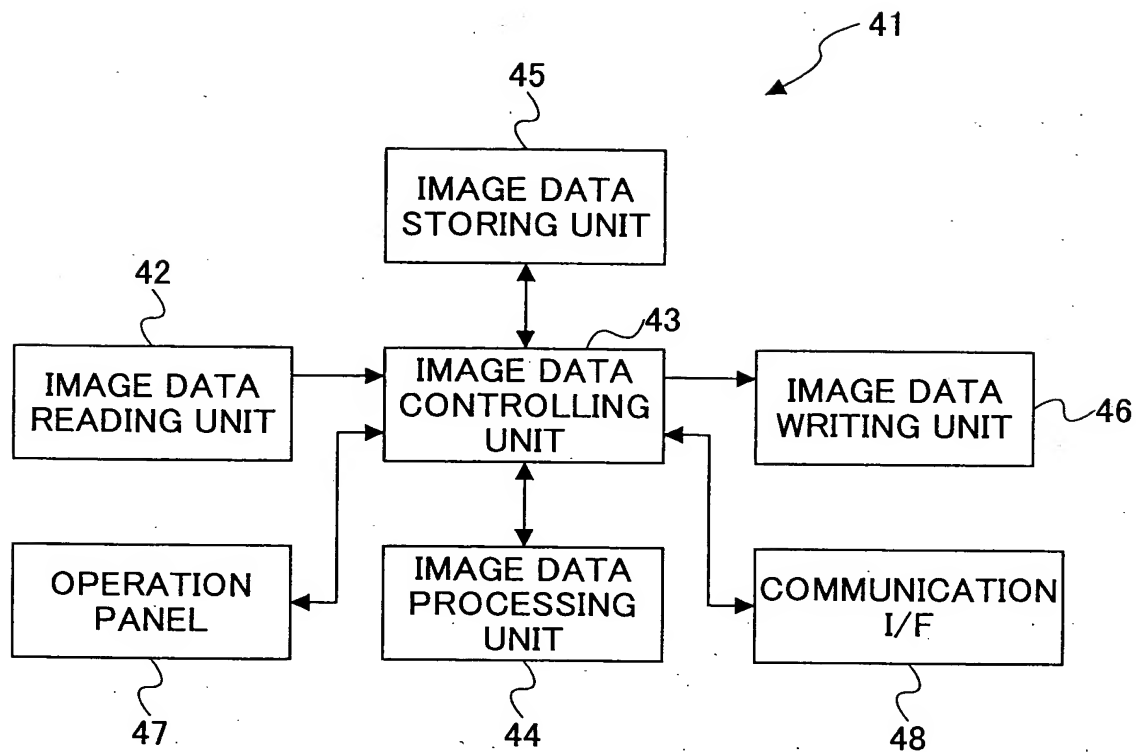 41
45
IMAGE DATA
STORING UNIT
42
43
IMAGE DATA
READING UNIT
IMAGE DATA
CONTROLLING
UNIT
IMAGE DATA
WRITING UNIT
46
OPERATION
PANEL
IMAGE DATA
PROCESSING
UNIT
COMMUNICATION
I/F
47
44
48